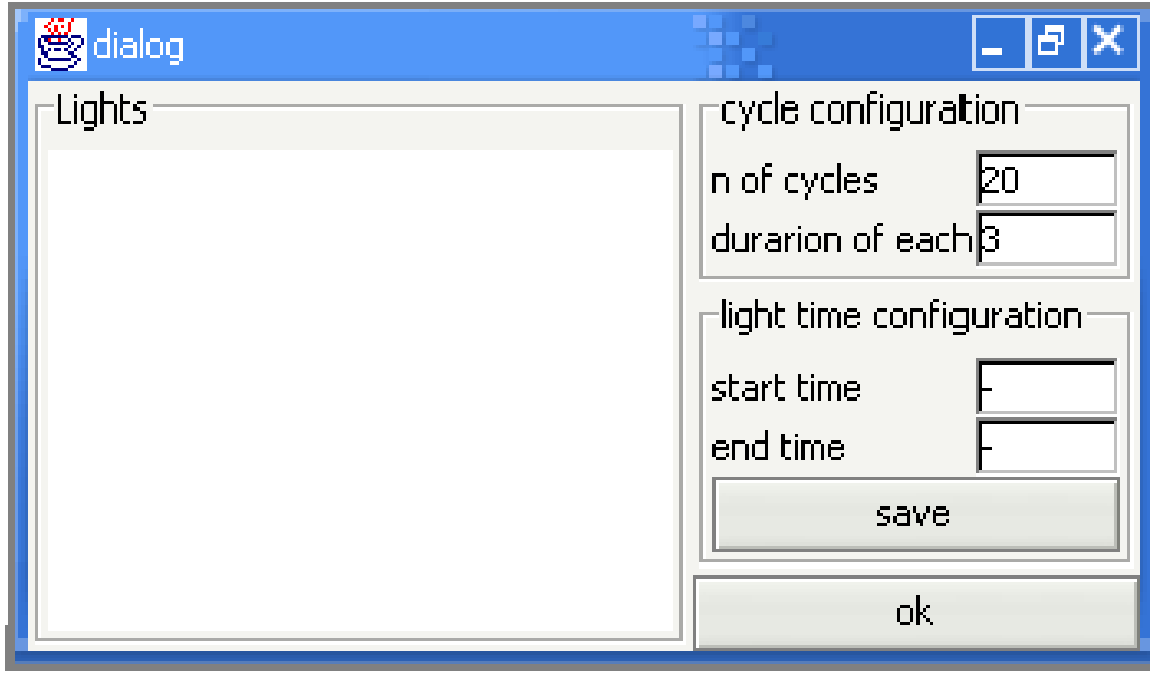 dialog
Lights
cycle configuration
n of cycles 20
durarion of each 3
light time configuration
start time -
end time -
save
ok